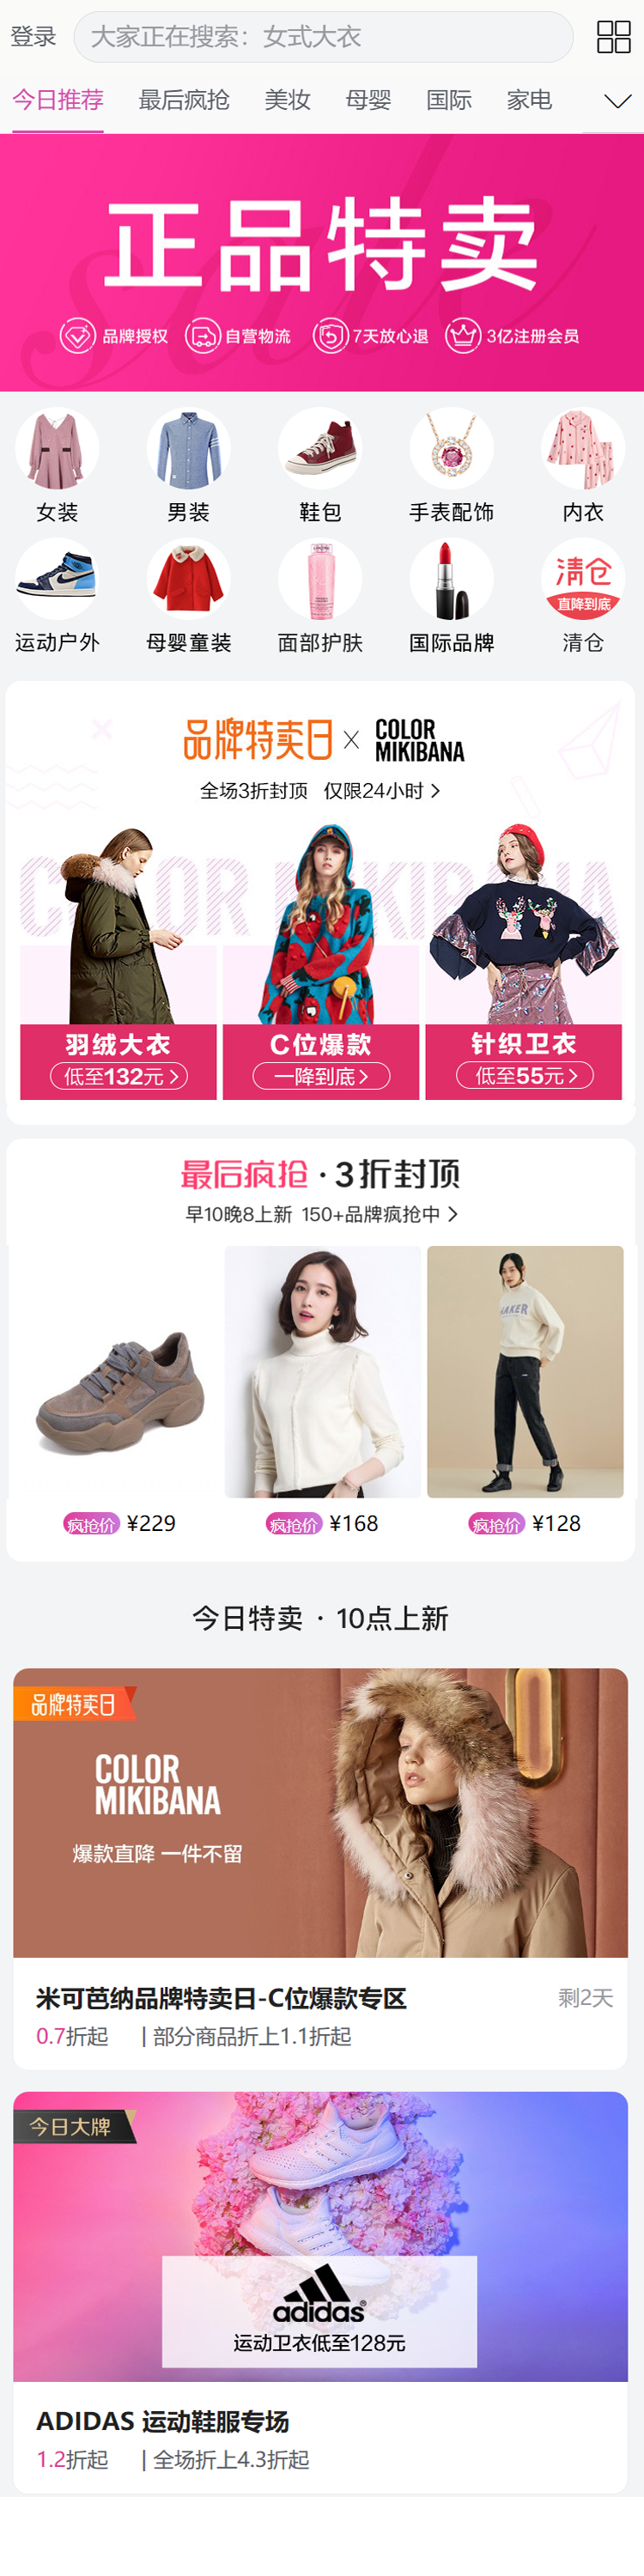 登录
大家正在搜索：女式大衣
今日推荐 最后疯抢 美妆 母婴 国际 家电
正品特卖
品牌授权 自营物流 7天放心退 3亿注册会员
女装 男装 鞋包 手表配饰 内衣
清仓
直降到底
运动户外 母婴童装 面部护肤 国际品牌 清仓
品牌特卖日 X COLOR MIKIBANA
全场3折封顶 仅限24小时 >
COLOR MIKIBANA
羽绒大衣 C位爆款 针织卫衣
低至132元 > 一降到底 > 低至55元 >
最后疯抢 · 3折封顶
早10晚8上新 150+品牌疯抢中 >
MAKER
疯抢价 ¥229 疯抢价 ¥168 疯抢价 ¥128
今日特卖 · 10点上新
品牌特卖日
COLOR
MIKIBANA
爆款直降 一件不留
米可芭纳品牌特卖日-C位爆款专区 剩2天
0.7折起 | 部分商品折上1.1折起
今日大牌
adidas®
运动卫衣低至128元
ADIDAS 运动鞋服专场
1.2折起 | 全场折上4.3折起